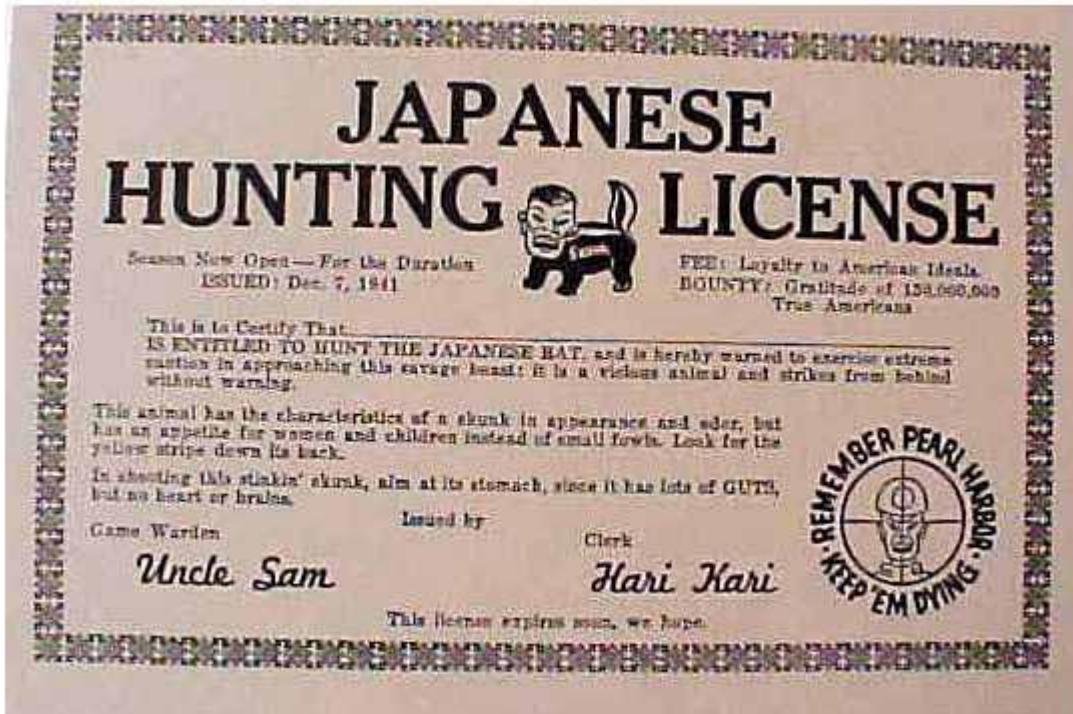 JAPANESE
HUNTING LICENSE
Season Now Open—For the Duration
ISSUED: Dec. 7, 1941
FEE: Loyalty to American Ideals.
BOUNTY: Gratitude of 130,000,000
True Americans
This is to Certify That
IS ENTITLED TO HUNT THE JAPANESE RAT, and is hereby warned to exercise extreme
caution in approaching this savage beast: it is a vicious animal and strikes from behind
without warning.
This animal has the characteristics of a skunk in appearance and odor, but
has an appetite for women and children instead of small fowls. Look for the
yellow stripe down its back.
In shooting this stinkin' skunk, aim at its stomach, since it has lots of GUTS,
but no heart or brains.
Issued by
Game Warden
Clerk
Uncle Sam
Hari Kari
REMEMBER PEARL HARBOR
KEEP 'EM DYING
This license expires soon, we hope.